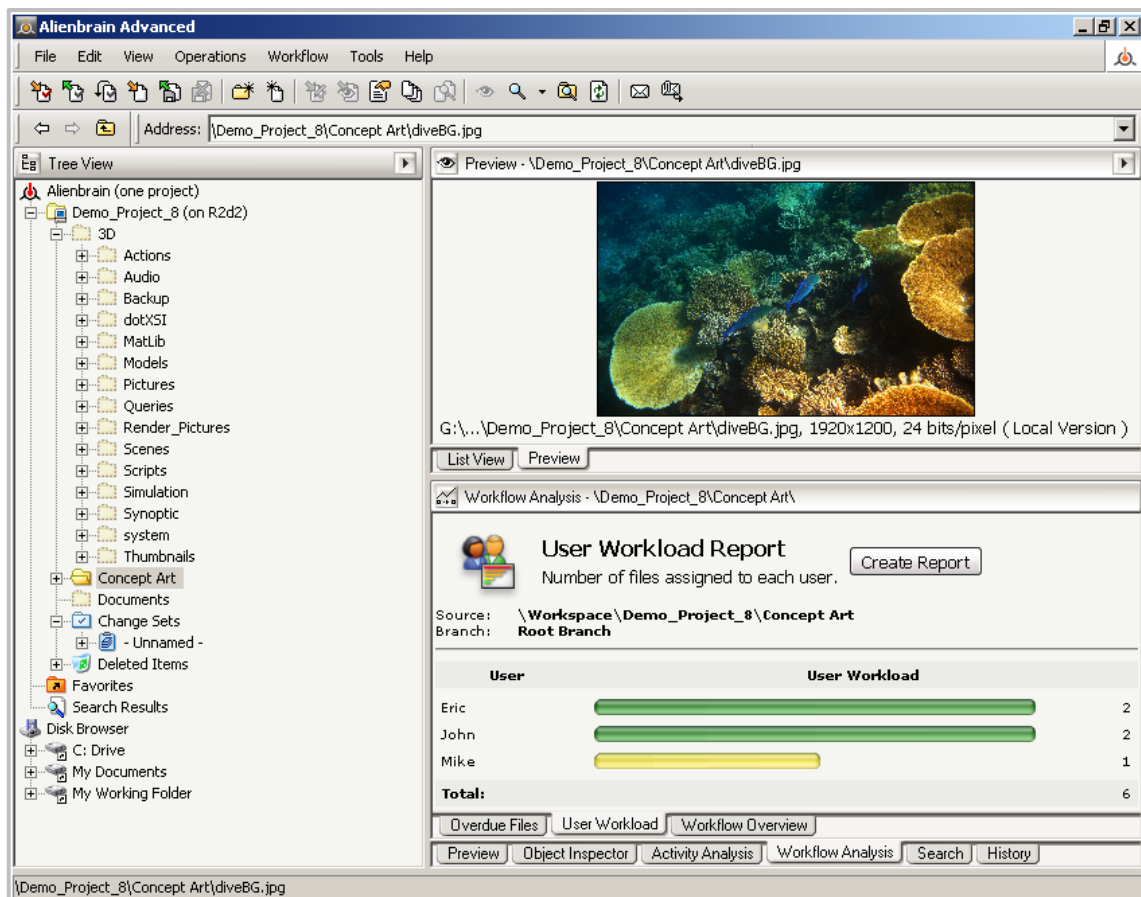 Alienbrain Advanced
File Edit View Operations Workflow Tools Help
Address: \Demo_Project_8\Concept Art\diveBG.jpg
Tree View
Alienbrain (one project)
Demo_Project_8 (on R2d2)
3D
Actions
Audio
Backup
dotXSI
MatLib
Models
Pictures
Queries
Render_Pictures
Scenes
Scripts
Simulation
Synoptic
system
Thumbnails
Concept Art
Documents
Change Sets
- Unnamed -
Deleted Items
Favorites
Search Results
Disk Browser
C: Drive
My Documents
My Working Folder
Preview - \Demo_Project_8\Concept Art\diveBG.jpg
G:\...\Demo_Project_8\Concept Art\diveBG.jpg, 1920x1200, 24 bits/pixel ( Local Version )
List View Preview
Workflow Analysis - \Demo_Project_8\Concept Art\
User Workload Report
Number of files assigned to each user.
Create Report
Source: \Workspace\Demo_Project_8\Concept Art
Branch: Root Branch
User User Workload
Eric 2
John 2
Mike 1
Total: 6
Overdue Files User Workload Workflow Overview
Preview Object Inspector Activity Analysis Workflow Analysis Search History
\Demo_Project_8\Concept Art\diveBG.jpg